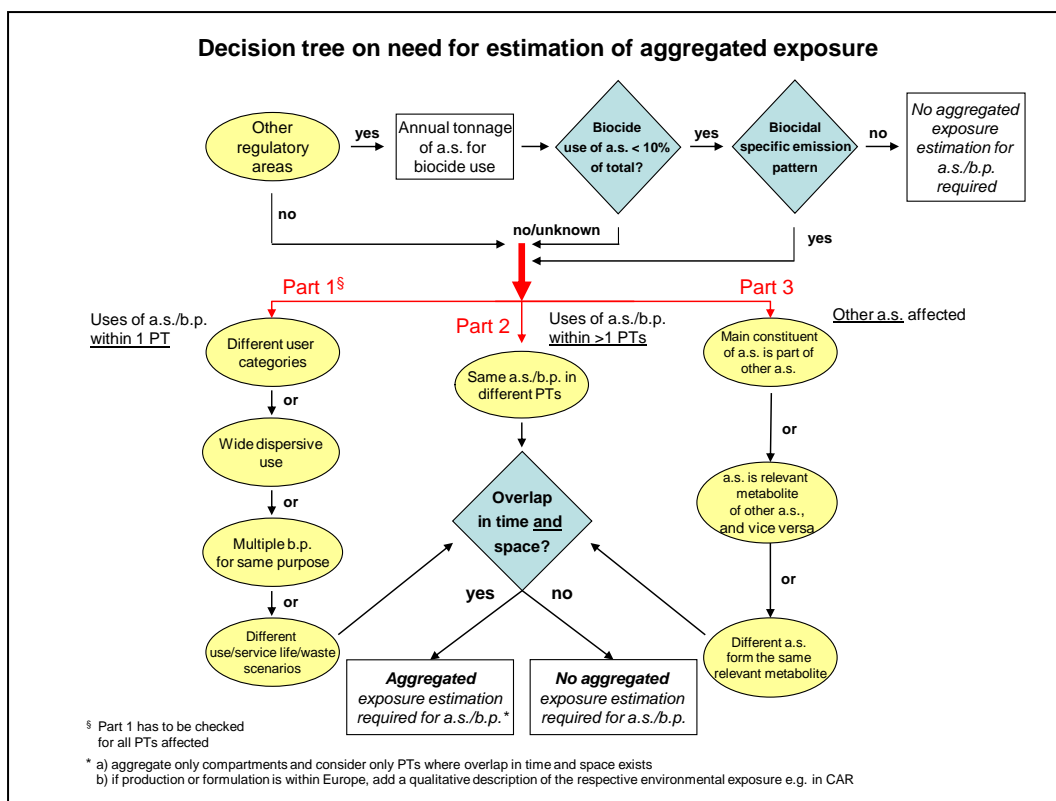 Decision tree on need for estimation of aggregated exposure
Other
regulatory
areas
yes
Annual tonnage
of a.s. for
biocide use
Biocide
use of a.s. < 10%
of total?
yes
Biocidal
specific emission
pattern
no
No aggregated
exposure
estimation for
a.s./b.p.
required
no
no/unknown
yes
Part 1§
Part 2
Part 3
Uses of a.s./b.p.
within 1 PT
Uses of a.s./b.p.
within >1 PTs
Other a.s. affected
Different user
categories
or
Wide dispersive
use
or
Multiple b.p.
for same purpose
or
Different
use/service life/waste
scenarios
Same a.s./b.p. in
different PTs
Overlap
in time and
space?
yes
no
Main constituent
of a.s. is part of
other a.s.
or
a.s. is relevant
metabolite
of other a.s.,
and vice versa
or
Different a.s.
form the same
relevant metabolite
Aggregated
exposure estimation
required for a.s./b.p.*
No aggregated
exposure estimation
required for a.s./b.p.
§ Part 1 has to be checked
for all PTs affected
* a) aggregate only compartments and consider only PTs where overlap in time and space exists
b) if production or formulation is within Europe, add a qualitative description of the respective environmental exposure e.g. in CAR